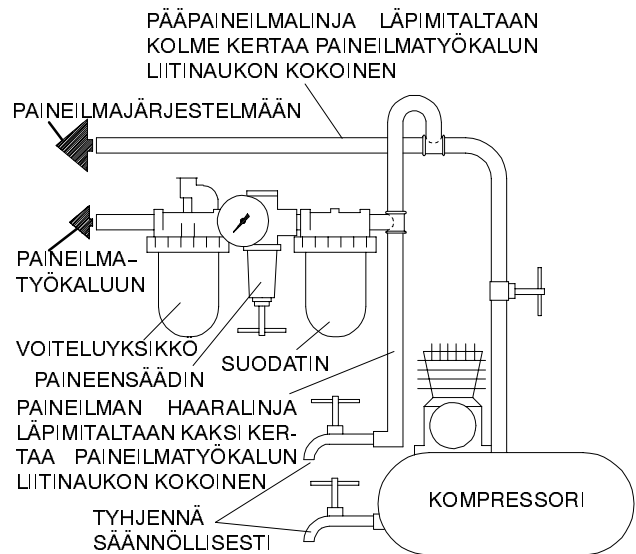 PÄÄPAINEILMALINJA LÄPIMITALTAAN
KOLME KERTAA PAINEILMATYÖKALUN
LIITINAUKON KOKOINEN
PAINEILMAJÄRJESTELMÄÄN
PAINEILMA-
TYÖKALUUN
VOITELUYKSIKKÖ
SUODATIN
PAINEENSÄÄDIN
PAINEILMAN HAARALINJA
LÄPIMITALTAAN KAKSI KER-
TAA PAINEILMATYÖKALUN
LIITINAUKON KOKOINEN
KOMPRESSORI
TYHJENNÄ
SÄÄNNÖLLISESTI